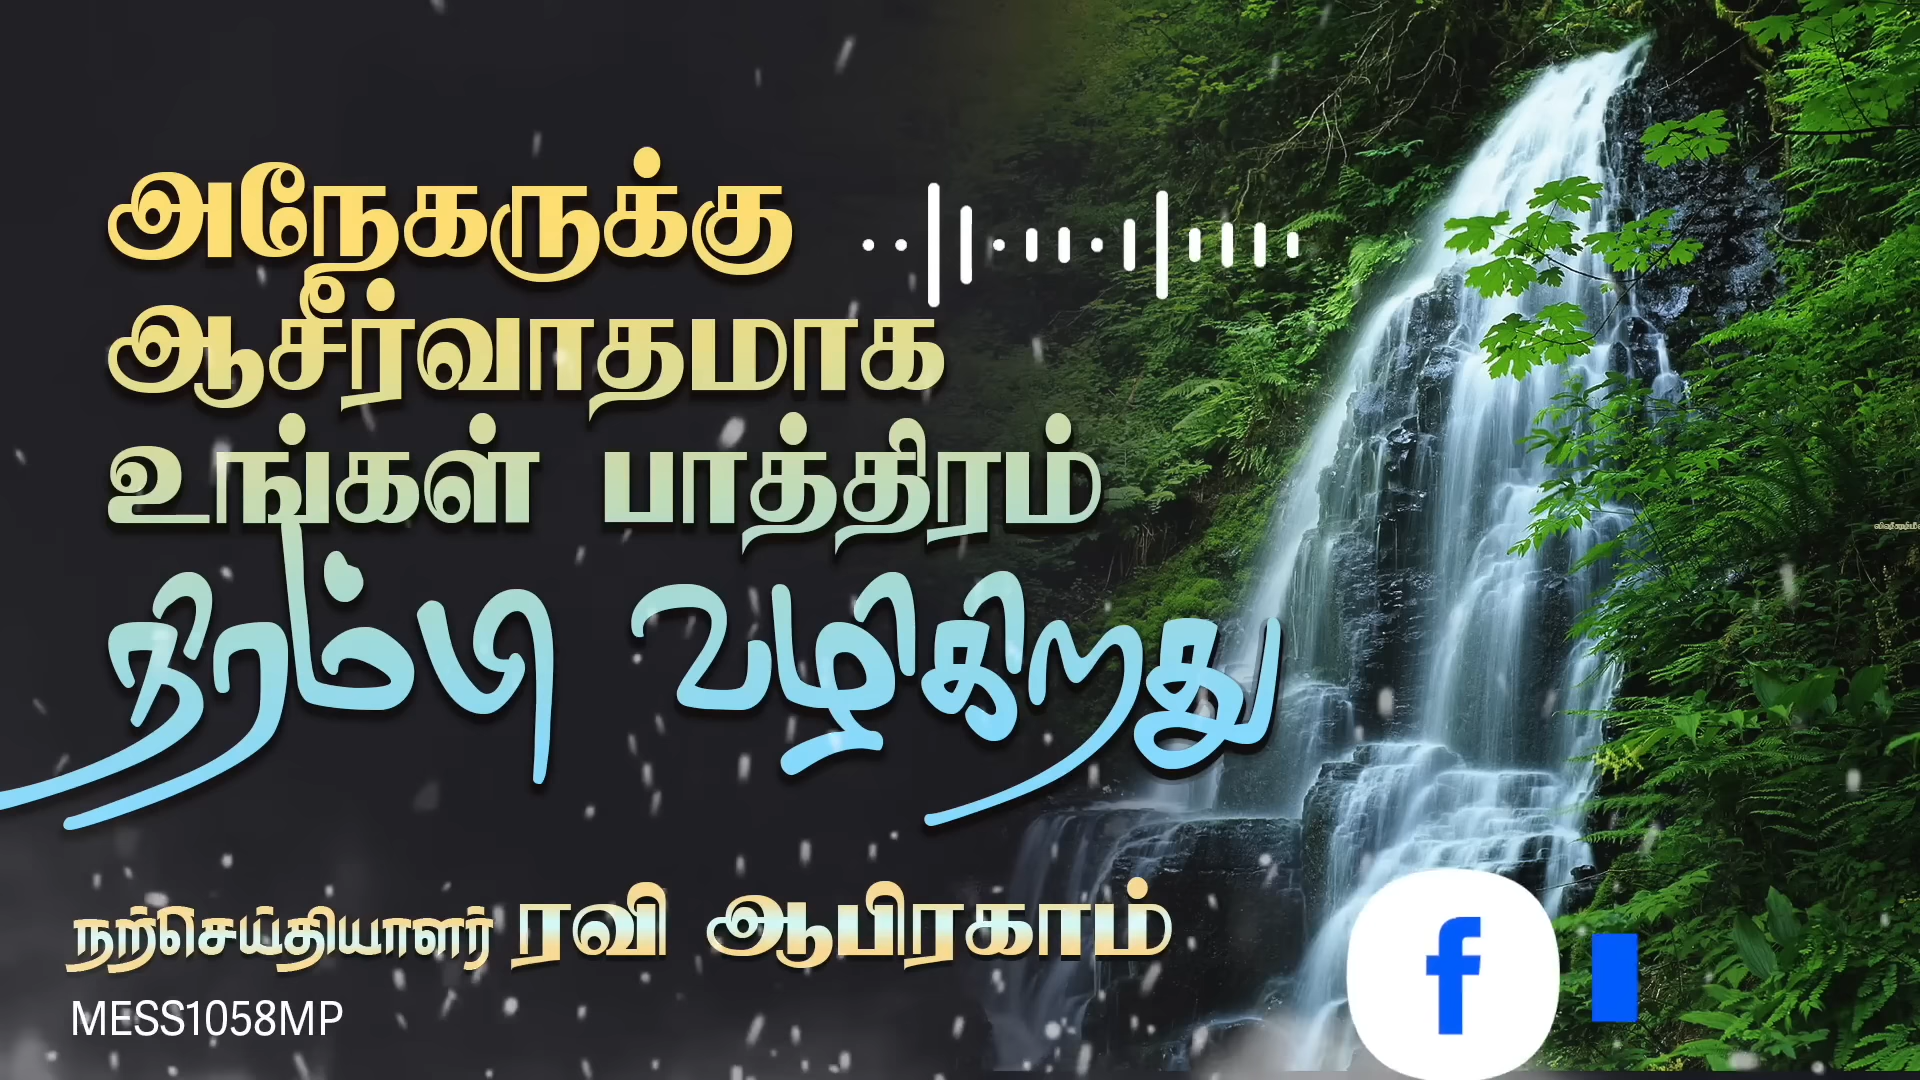 அநேகருக்கு
ஆசீர்வாதமாக
உங்கள் பாத்திரம்
நிரம்பி வழிகிறது
நற்செய்தியாளர் ரவி ஆபிரகாம்
MESS1058MP
f